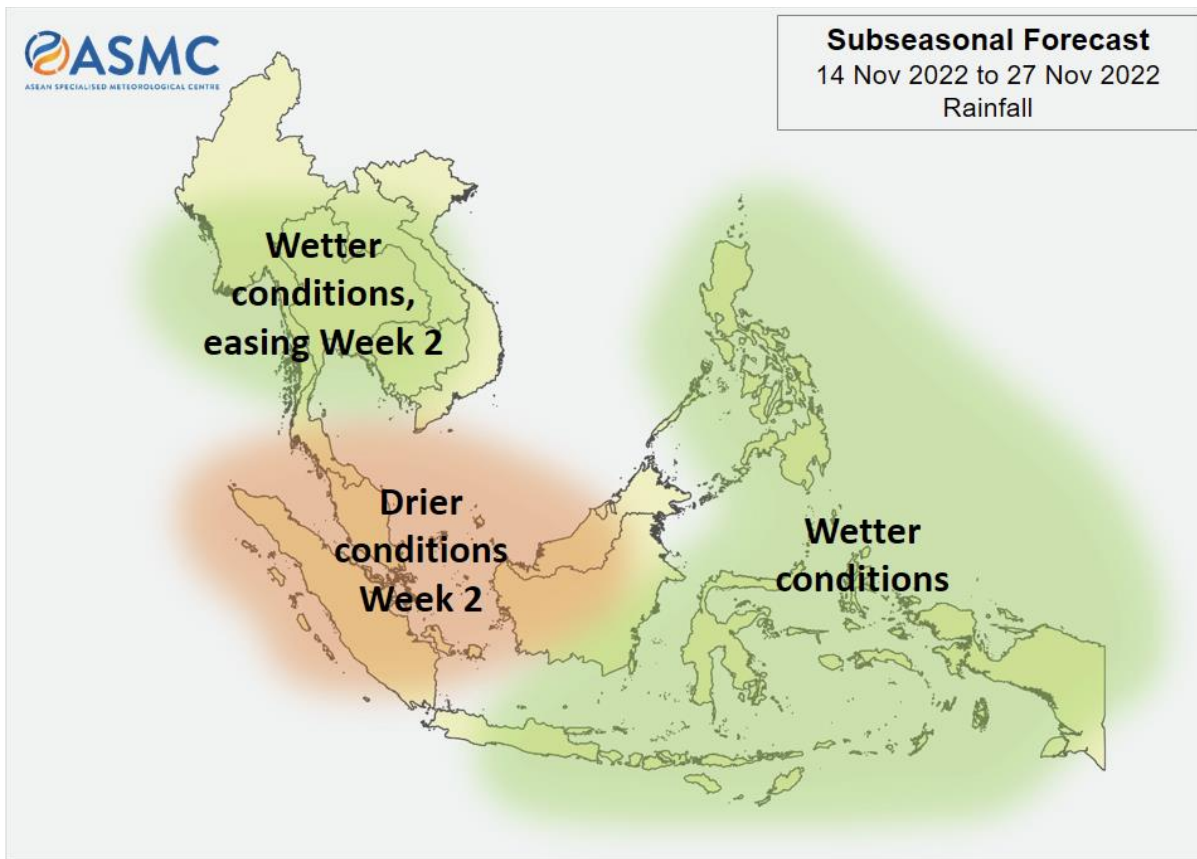 ASMC
ASEAN SPECIALISED METEOROLOGICAL CENTRE
Subseasonal Forecast
14 Nov 2022 to 27 Nov 2022
Rainfall
Wetter
conditions,
easing Week 2
Drier
conditions
Week 2
Wetter
conditions